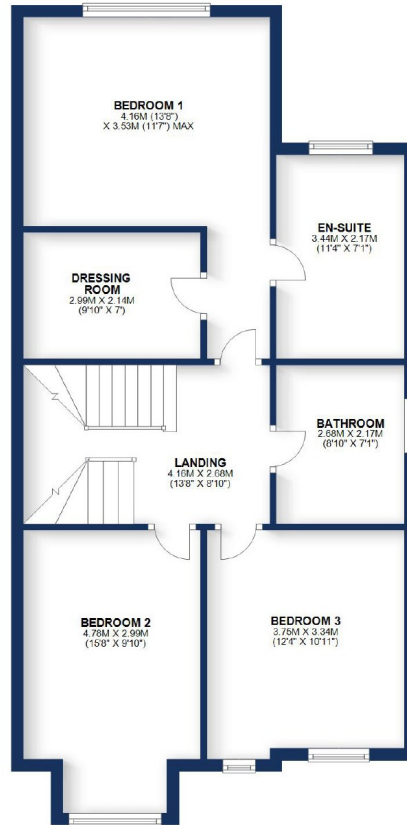 BEDROOM 1
4.16M (13'8")
X 3.53M (11'7") MAX
EN-SUITE
3.44M X 2.17M
(11'4" X 7'1")
DRESSING
ROOM
2.99M X 2.14M
(9'10" X 7')
BATHROOM
2.68M X 2.17M
(8'10" X 7'1")
LANDING
4.16M X 2.68M
(13'8" X 8'10")
BEDROOM 2
4.78M X 2.99M
(15'8" X 9'10")
BEDROOM 3
3.75M X 3.34M
(12'4" X 10'11")